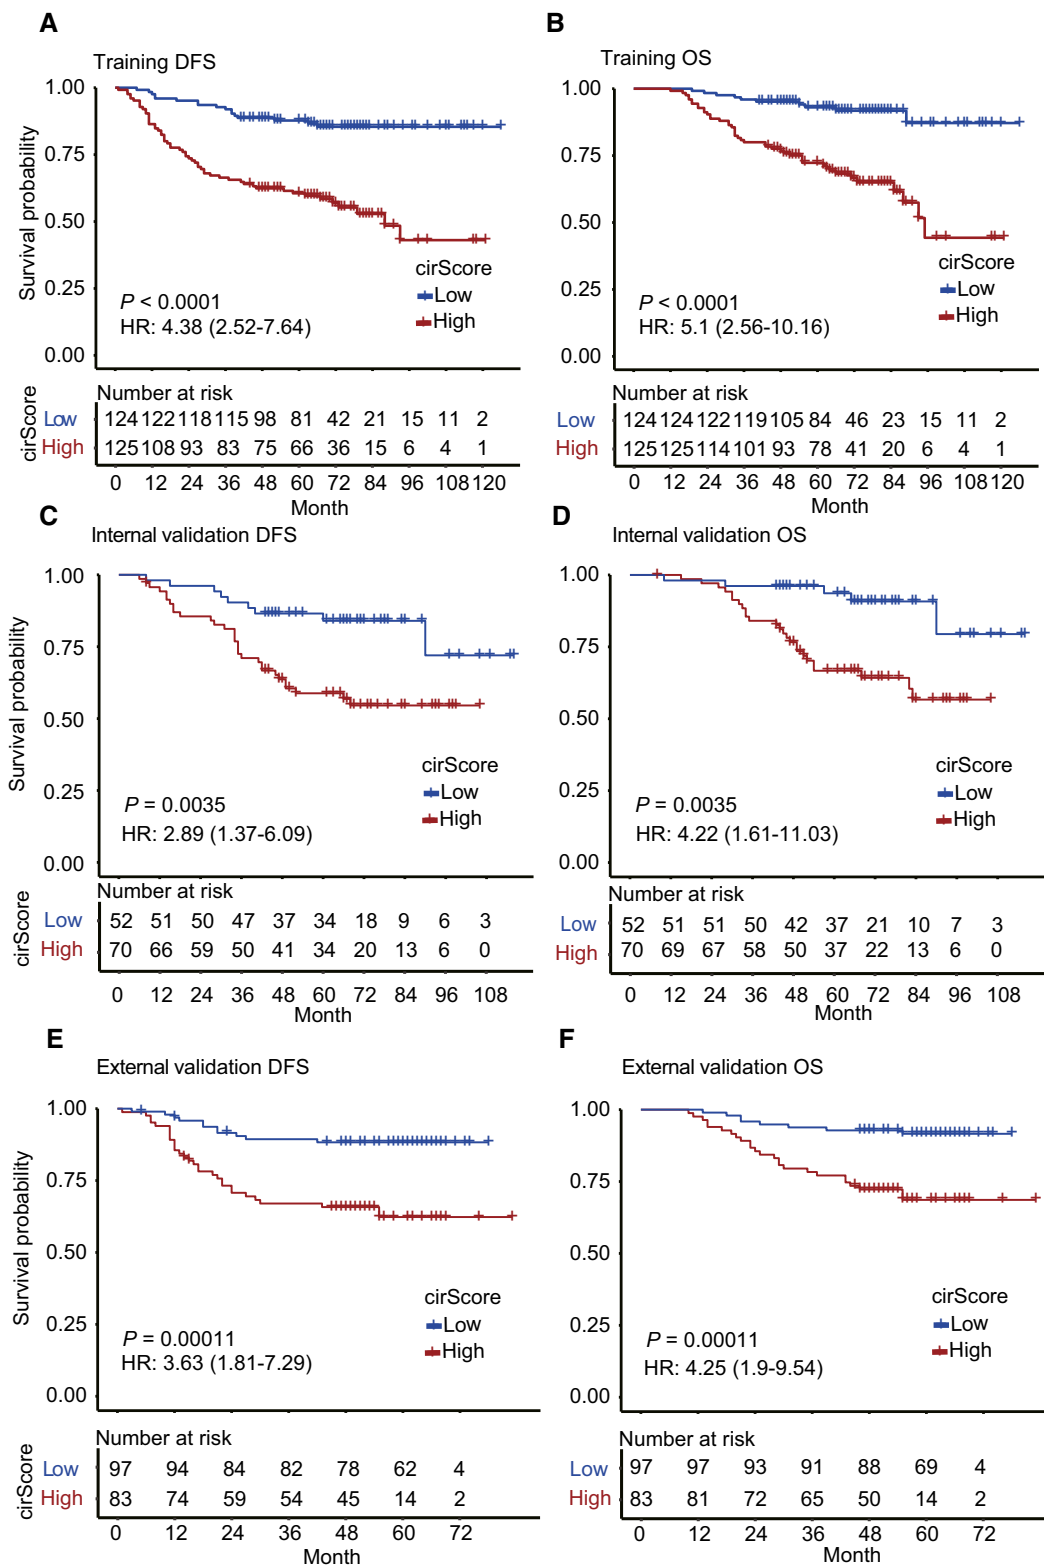 A
Training DFS
1.00
0.75
0.50
0.25
0.00
Survival probability
cirScore
Low
High
P < 0.0001
HR: 4.38 (2.52-7.64)
Number at risk
cirScore
Low 124 122 118 115 98 81 42 21 15 11 2
High 125 108 93 83 75 66 36 15 6 4 1
0 12 24 36 48 60 72 84 96 108 120
Month
B
Training OS
1.00
0.75
0.50
0.25
0.00
cirScore
Low
High
P < 0.0001
HR: 5.1 (2.56-10.16)
Number at risk
Low 124 124 122 119 105 84 46 23 15 11 2
High 125 125 114 101 93 78 41 20 6 4 1
0 12 24 36 48 60 72 84 96 108 120
Month
C
Internal validation DFS
1.00
0.75
0.50
0.25
0.00
Survival probability
cirScore
Low
High
P = 0.0035
HR: 2.89 (1.37-6.09)
Number at risk
cirScore
Low 52 51 50 47 37 34 18 9 6 3
High 70 66 59 50 41 34 20 13 6 0
0 12 24 36 48 60 72 84 96 108
Month
D
Internal validation OS
1.00
0.75
0.50
0.25
0.00
cirScore
Low
High
P = 0.0035
HR: 4.22 (1.61-11.03)
Number at risk
Low 52 51 51 50 42 37 21 10 7 3
High 70 69 67 58 50 37 22 13 6 0
0 12 24 36 48 60 72 84 96 108
Month
E
External validation DFS
1.00
0.75
0.50
0.25
0.00
Survival probability
cirScore
Low
High
P = 0.00011
HR: 3.63 (1.81-7.29)
Number at risk
cirScore
Low 97 94 84 82 78 62 4
High 83 74 59 54 45 14 2
0 12 24 36 48 60 72
Month
F
External validation OS
1.00
0.75
0.50
0.25
0.00
cirScore
Low
High
P = 0.00011
HR: 4.25 (1.9-9.54)
Number at risk
Low 97 97 93 91 88 69 4
High 83 81 72 65 50 14 2
0 12 24 36 48 60 72
Month